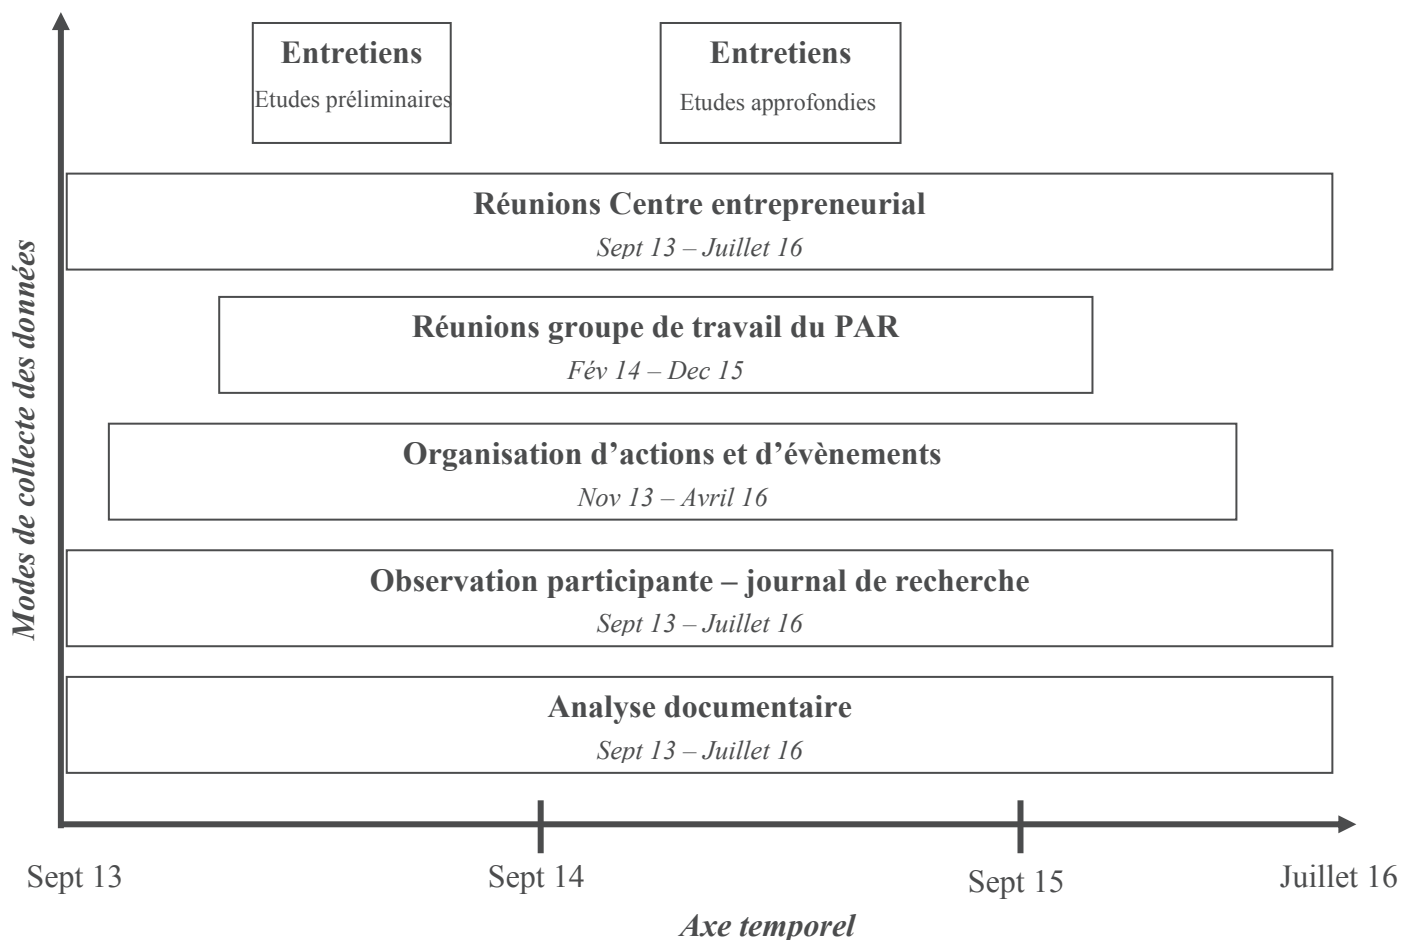 Entretiens
Etudes préliminaires
Entretiens
Etudes approfondies
Réunions Centre entrepreneurial
Sept 13 – Juillet 16
Réunions groupe de travail du PAR
Fév 14 – Dec 15
Organisation d’actions et d’évènements
Nov 13 – Avril 16
Observation participante – journal de recherche
Sept 13 – Juillet 16
Analyse documentaire
Sept 13 – Juillet 16
Modes de collecte des données
Sept 13
Sept 14
Sept 15
Juillet 16
Axe temporel